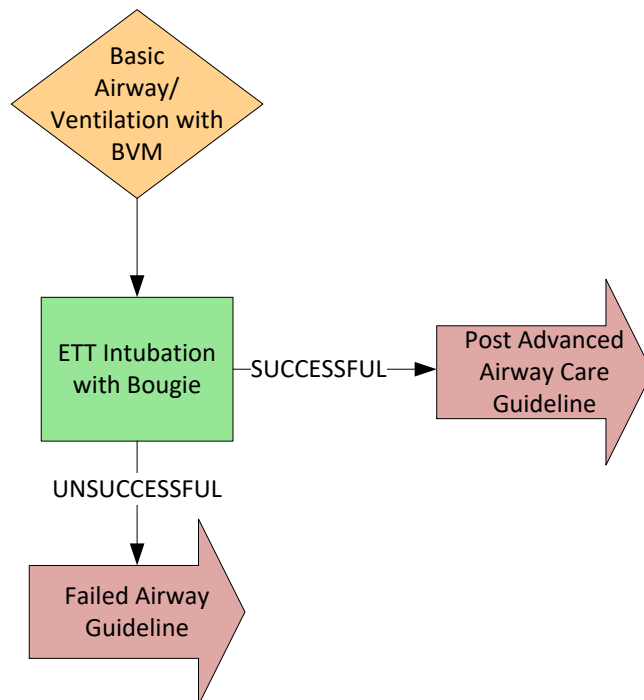 Basic
Airway/
Ventilation with
BVM
ETT Intubation
with Bougie
SUCCESSFUL
Post Advanced
Airway Care
Guideline
UNSUCCESSFUL
Failed Airway
Guideline